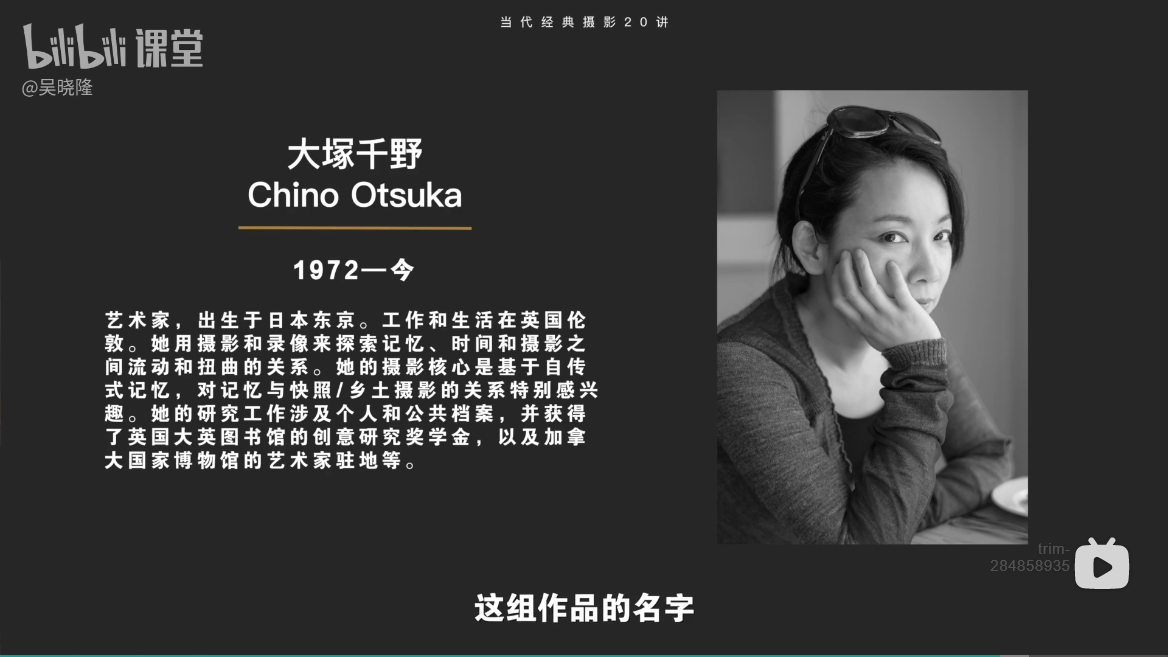 当代经典摄影20讲
bilibili 课堂
@吴晓隆
大塚千野
Chino Otsuka
1972—今
艺术家，出生于日本东京。工作和生活在英国伦
敦。她用摄影和录像来探索记忆、时间和摄影之
间流动和扭曲的关系。她的摄影核心是基于自传
式记忆，对记忆与快照/乡土摄影的关系特别感兴
趣。她的研究工作涉及个人和公共档案，并获得
了英国大英图书馆的创意研究奖学金，以及加拿
大国家博物馆的艺术家驻地等。
trim-
284858935
这组作品的名字